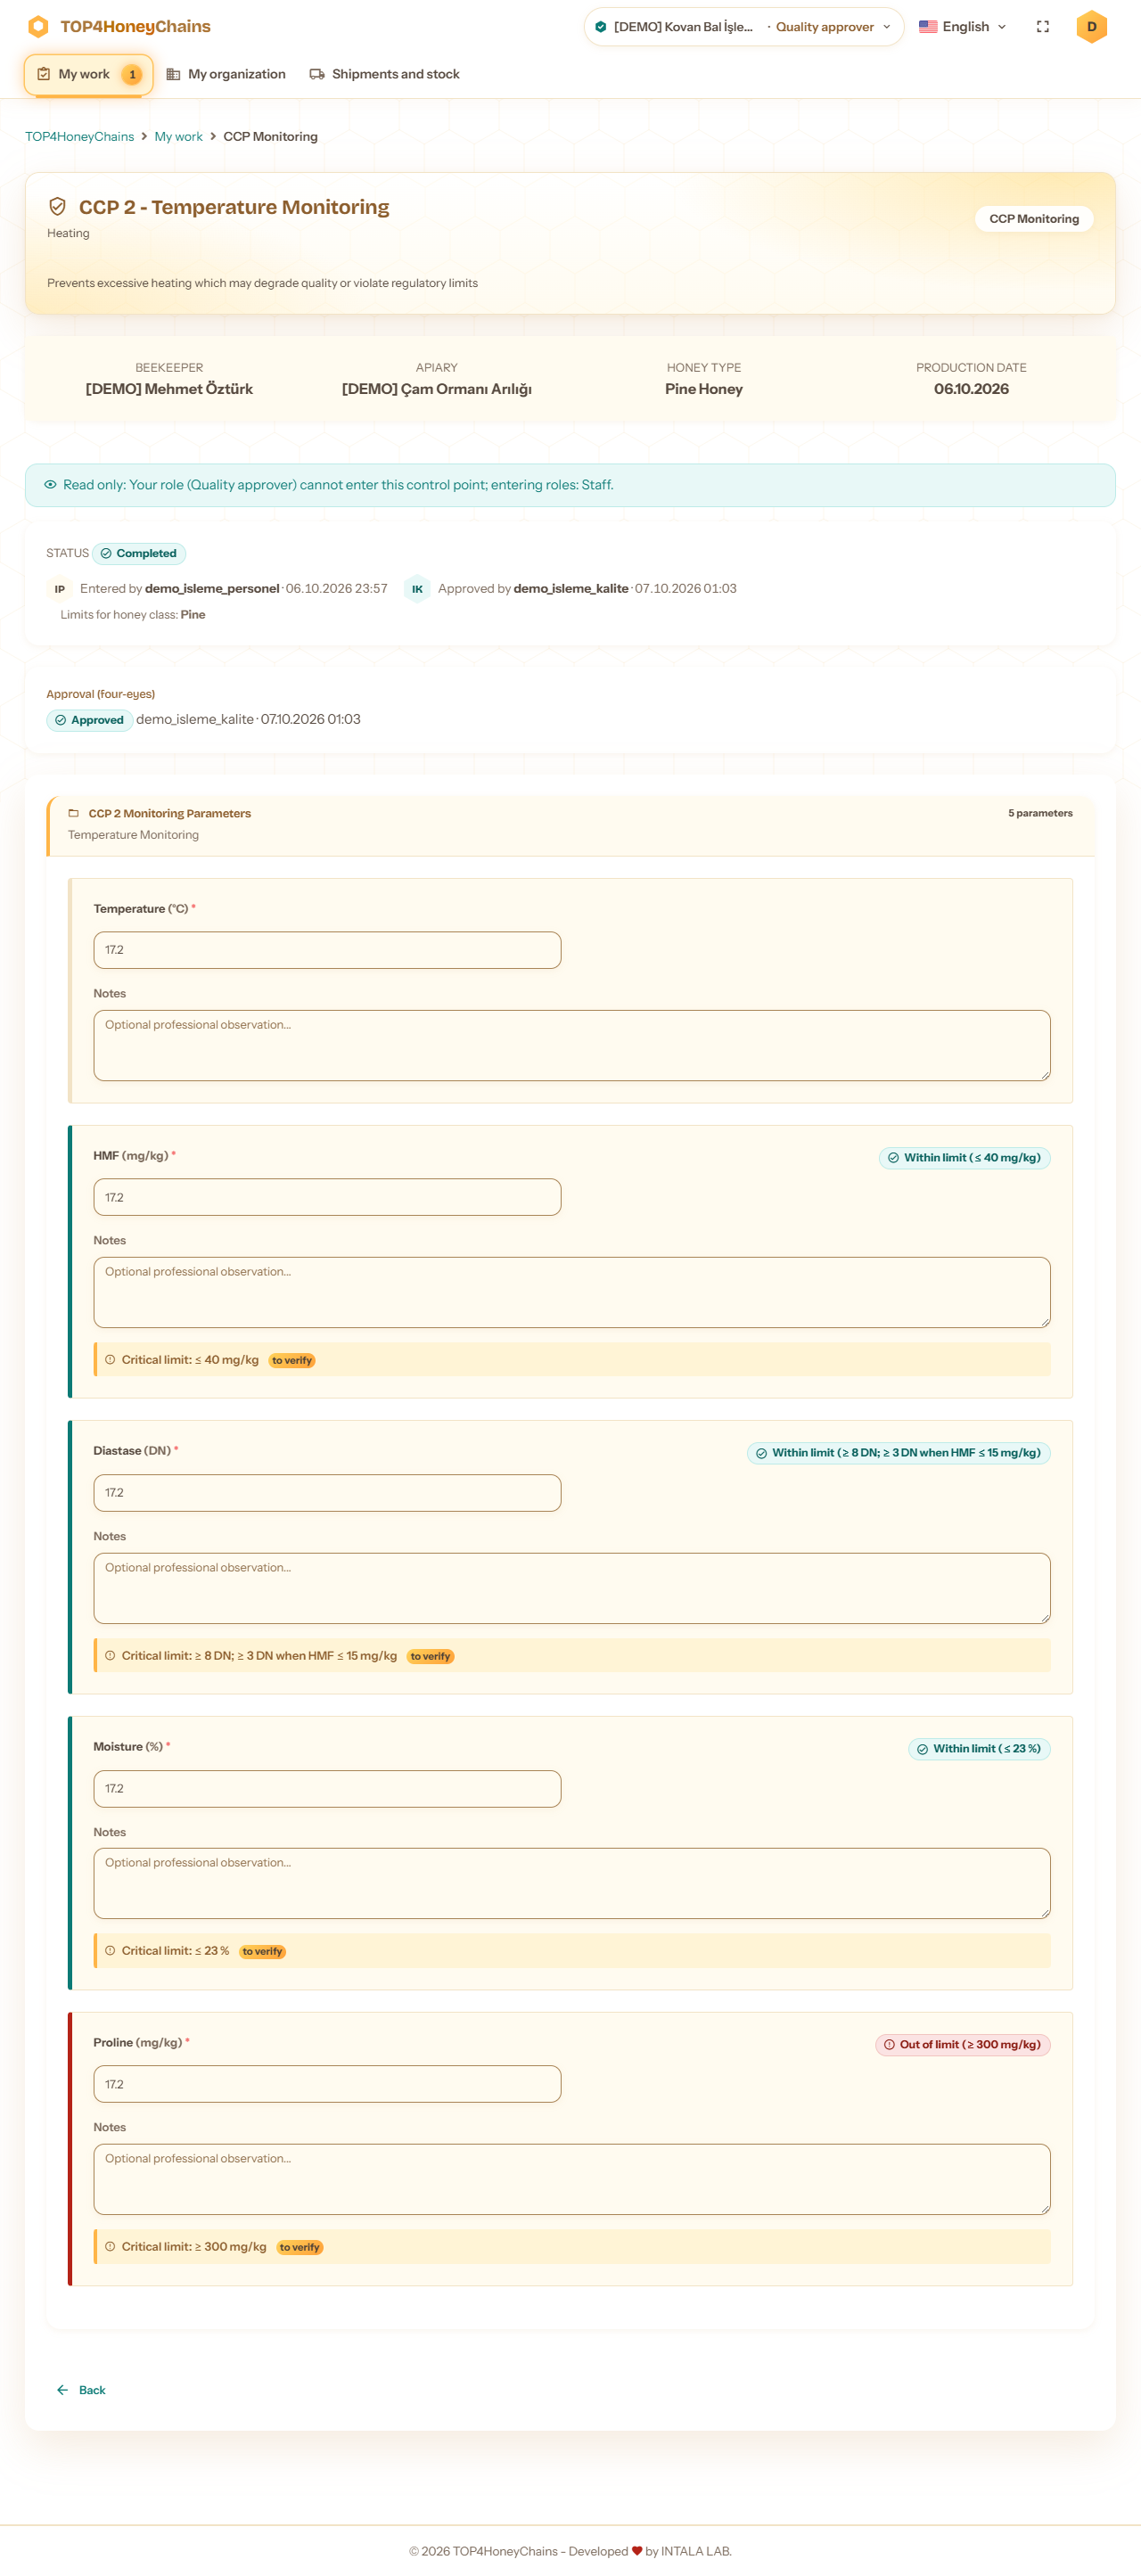 TOP4HoneyChains
[DEMO] Kovan Bal İşle... · Quality approver
English
D
My work 1
My organization
Shipments and stock
TOP4HoneyChains > My work > CCP Monitoring
CCP 2 - Temperature Monitoring
Heating
CCP Monitoring
Prevents excessive heating which may degrade quality or violate regulatory limits
BEEKEEPER
[DEMO] Mehmet Öztürk
APIARY
[DEMO] Çam Ormanı Arılığı
HONEY TYPE
Pine Honey
PRODUCTION DATE
06.10.2026
Read only: Your role (Quality approver) cannot enter this control point; entering roles: Staff.
STATUS Completed
IP Entered by demo_isleme_personel · 06.10.2026 23:57 IK Approved by demo_isleme_kalite · 07.10.2026 01:03
Limits for honey class: Pine
Approval (four-eyes)
Approved demo_isleme_kalite · 07.10.2026 01:03
CCP 2 Monitoring Parameters
5 parameters
Temperature Monitoring
Temperature (°C) *
17.2
Notes
Optional professional observation...
HMF (mg/kg) *
Within limit (≤ 40 mg/kg)
17.2
Notes
Optional professional observation...
Critical limit: ≤ 40 mg/kg to verify
Diastase (DN) *
Within limit (≥ 8 DN; ≥ 3 DN when HMF ≤ 15 mg/kg)
17.2
Notes
Optional professional observation...
Critical limit: ≥ 8 DN; ≥ 3 DN when HMF ≤ 15 mg/kg to verify
Moisture (%) *
Within limit (≤ 23 %)
17.2
Notes
Optional professional observation...
Critical limit: ≤ 23 % to verify
Proline (mg/kg) *
Out of limit (≥ 300 mg/kg)
17.2
Notes
Optional professional observation...
Critical limit: ≥ 300 mg/kg to verify
Back
© 2026 TOP4HoneyChains - Developed ♥ by INTALA LAB.